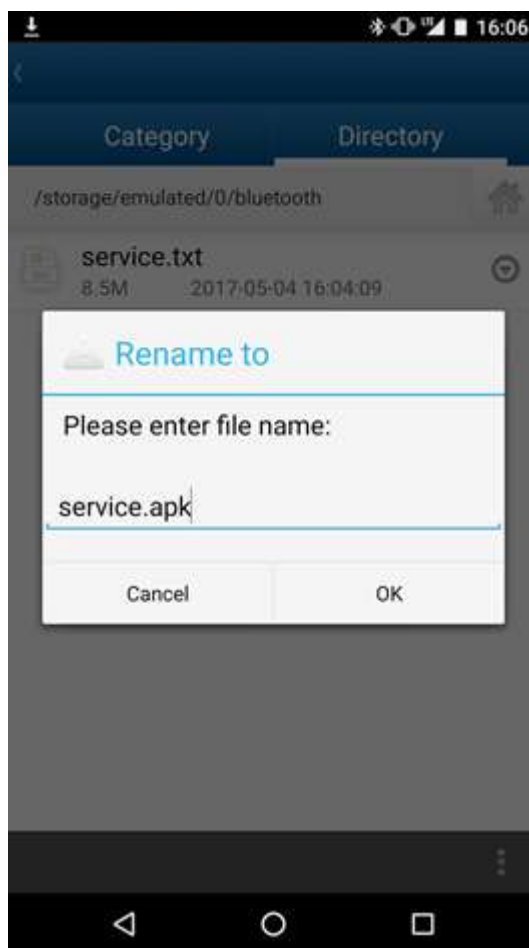 16:06
Category
Directory
/storage/emulated/0/bluetooth
service.txt
8.5M 2017-05-04 16:04:09
Rename to
Please enter file name:
service.apk
Cancel
OK